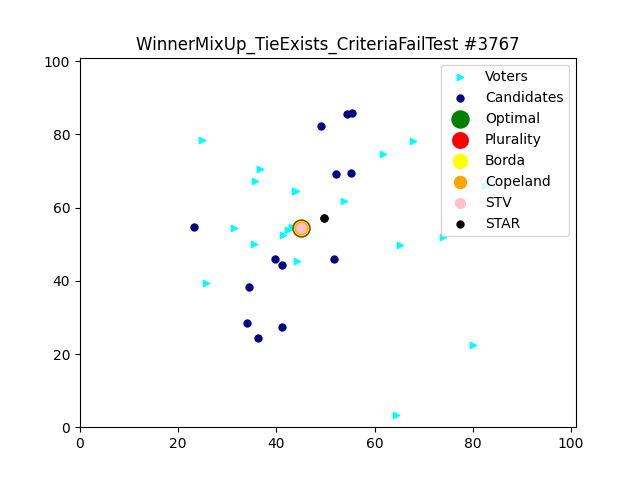 WinnerMixUp_TieExists_CriteriaFailTest #3767
100
80
60
40
20
0
0
20
40
60
80
100
Voters
Candidates
Optimal
Plurality
Borda
Copeland
STV
STAR